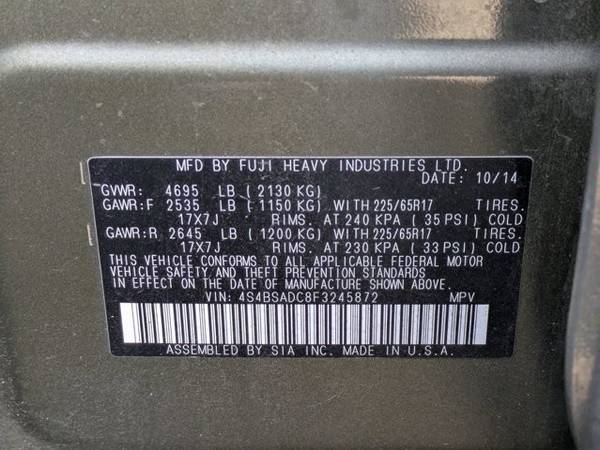 MFD BY FUJI HEAVY INDUSTRIES LTD.
DATE: 10/14
GVWR: 4695 LB (2130 KG)
GAWR:F 2535 LB (1150 KG) WITH 225/65R17 TIRES.
17X7J RIMS. AT 240 KPA (35 PSI) COLD
GAWR:R 2645 LB (1200 KG) WITH 225/65R17 TIRES.
17X7J RIMS. AT 230 KPA (33 PSI) COLD
THIS VEHICLE CONFORMS TO ALL APPLICABLE FEDERAL MOTOR
VEHICLE SAFETY AND THEFT PREVENTION STANDARDS
IN EFFECT ON THE DATE OF MANUFACTURE SHOWN ABOVE.
VIN: 4S4BSADC8F3245872 MPV
ASSEMBLED BY SIA INC. MADE IN U.S.A.